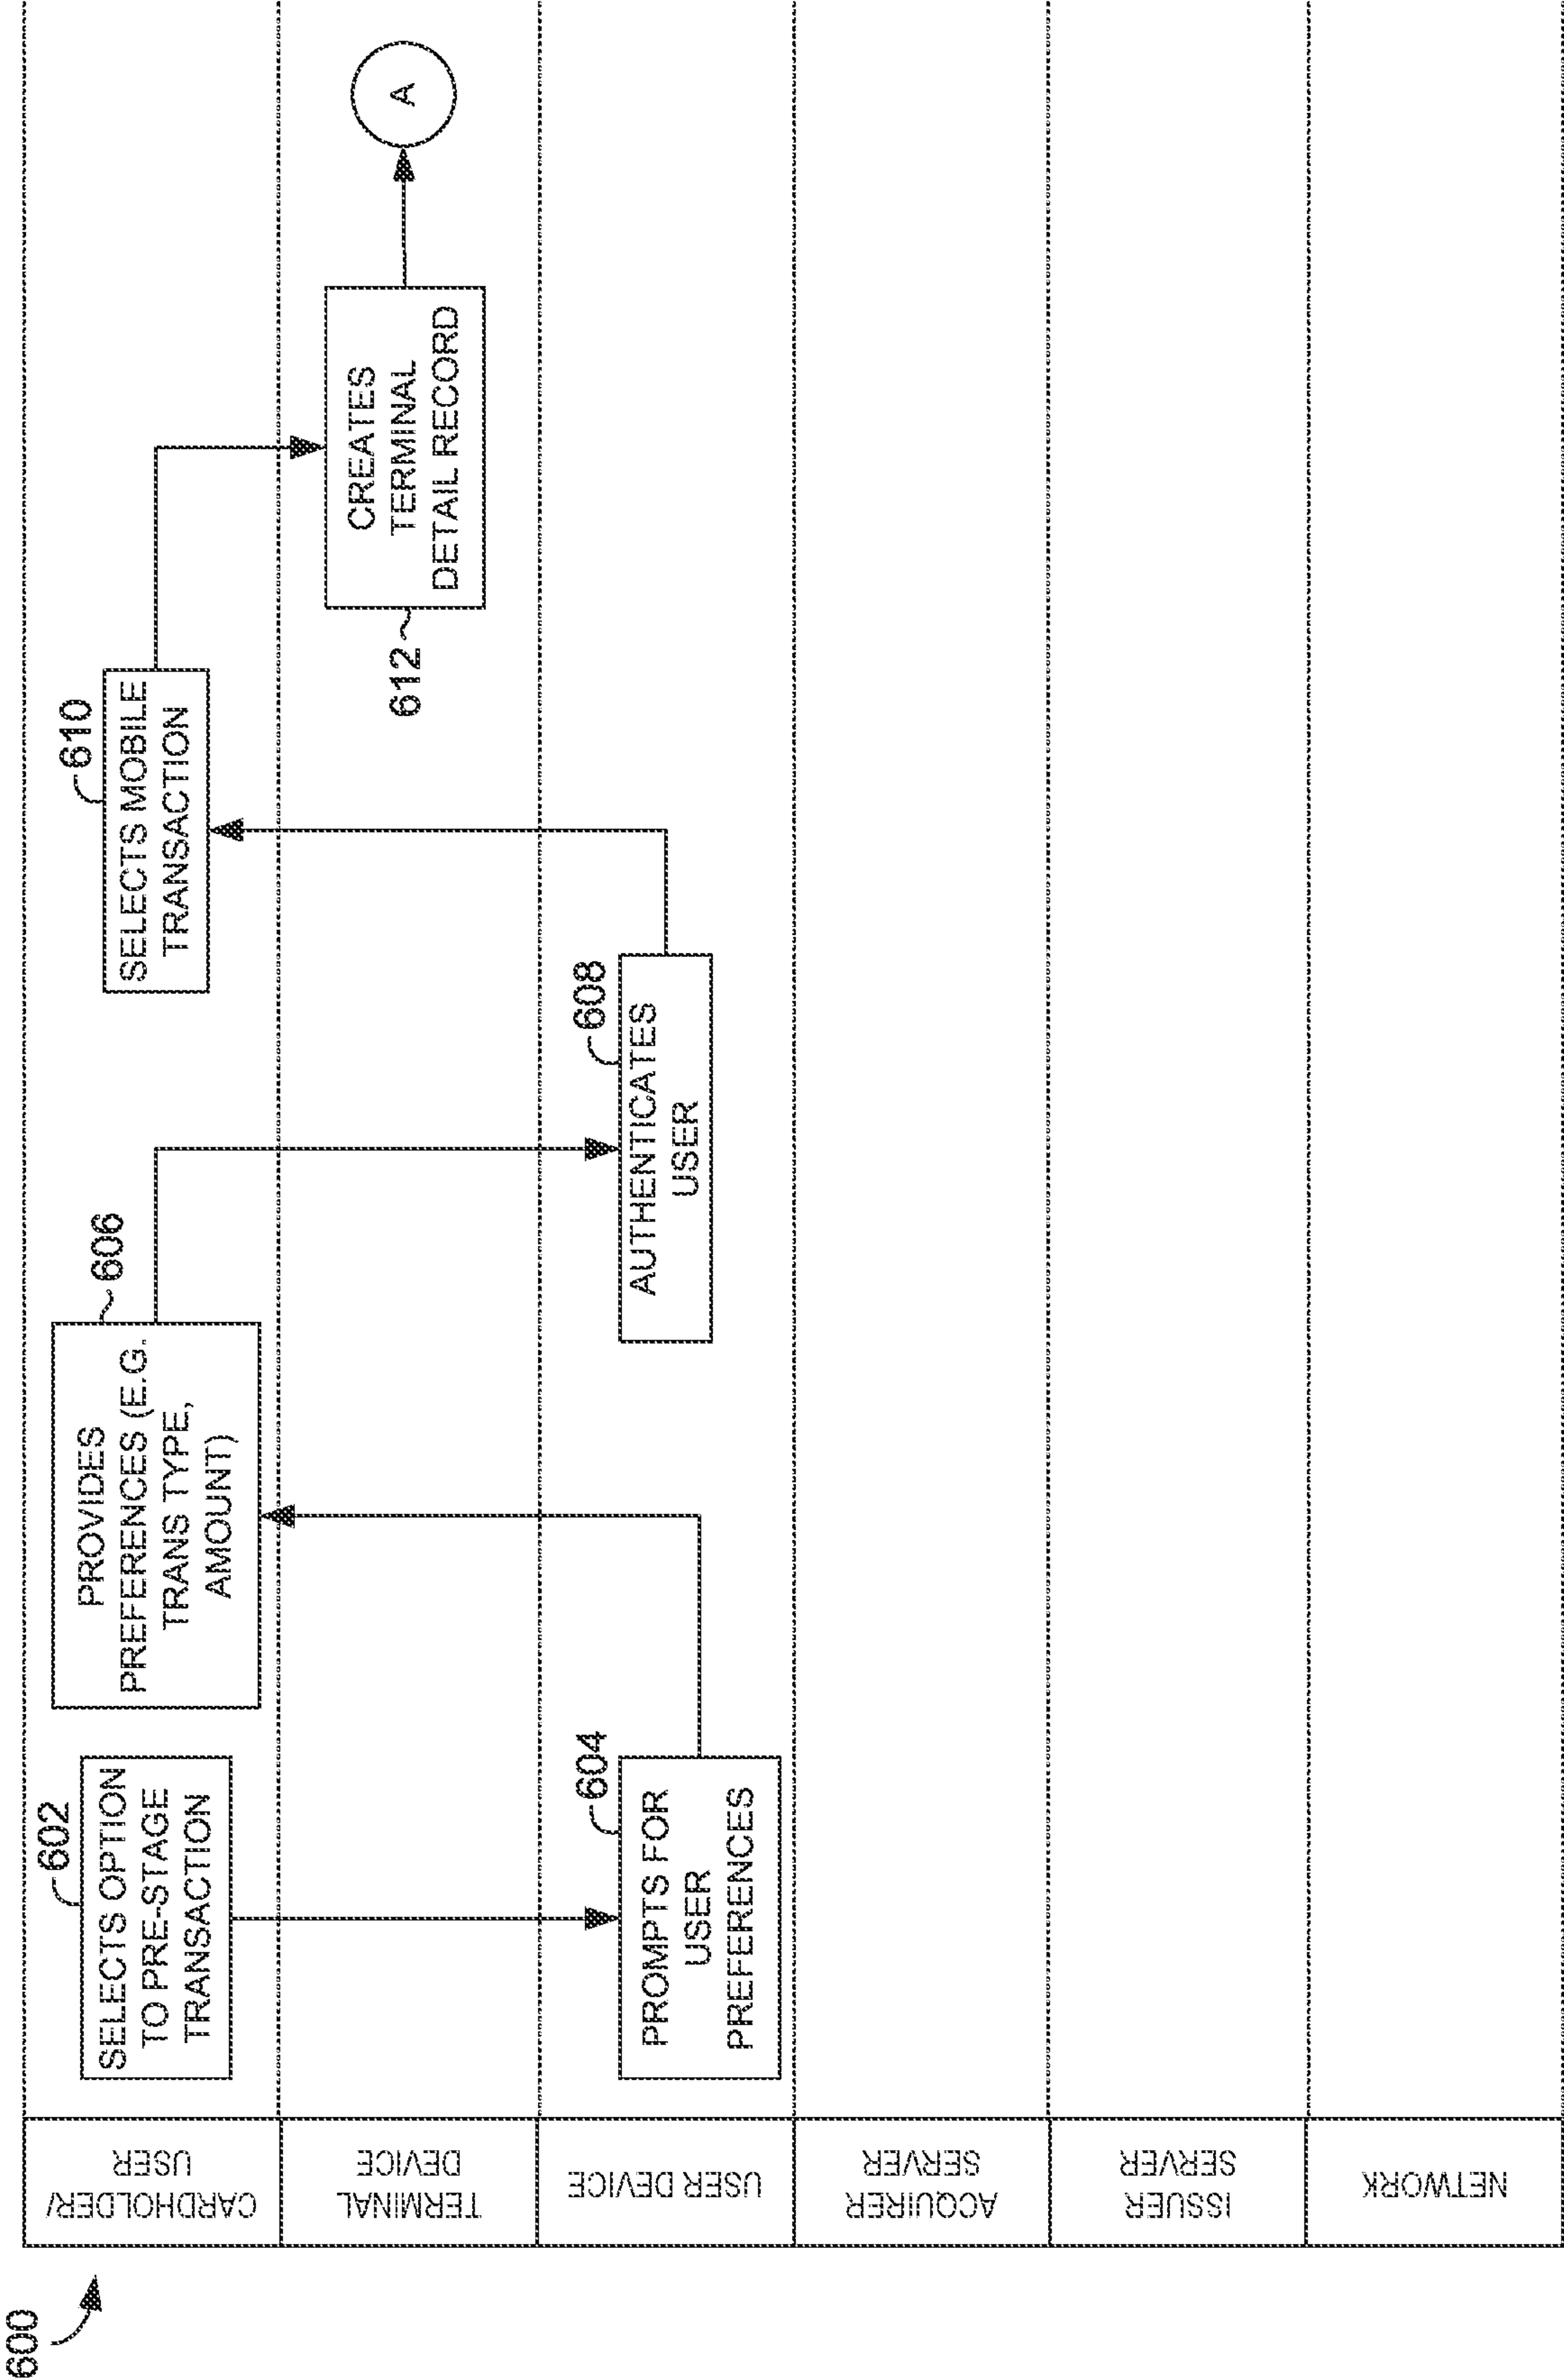 600
CARDHOLDER/
USER
TERMINAL
DEVICE
USER DEVICE
ACQUIRER
SERVER
ISSUER
SERVER
NETWORK
602
SELECTS OPTION
TO PRE-STAGE
TRANSACTION
604
PROMPTS FOR
USER
PREFERENCES
606
PROVIDES
PREFERENCES (E.G.
TRANS TYPE,
AMOUNT)
608
AUTHENTICATES
USER
610
SELECTS MOBILE
TRANSACTION
612
CREATES
TERMINAL
DETAIL RECORD
A